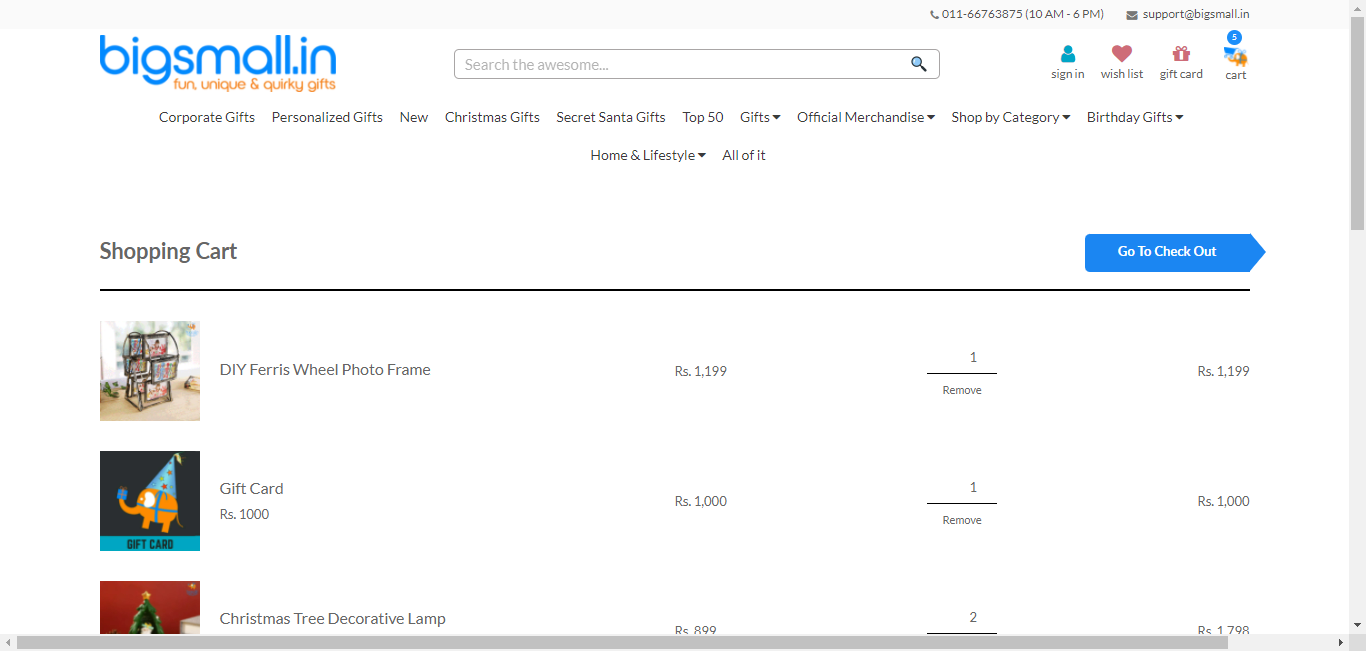 011-66763875 (10 AM - 6 PM) support@bigsmall.in
bigsmall.in
fun, unique & quirky gifts
Search the awesome...
5
sign in wish list gift card cart
Corporate Gifts Personalized Gifts New Christmas Gifts Secret Santa Gifts Top 50 Gifts Official Merchandise Shop by Category Birthday Gifts
Home & Lifestyle All of it
Shopping Cart
Go To Check Out
DIY Ferris Wheel Photo Frame Rs. 1,199 1 Rs. 1,199
Remove
Gift Card Rs. 1,000 1 Rs. 1,000
Rs. 1000
Remove
GIFT CARD
Christmas Tree Decorative Lamp Rs. 899 2 Rs. 1,798